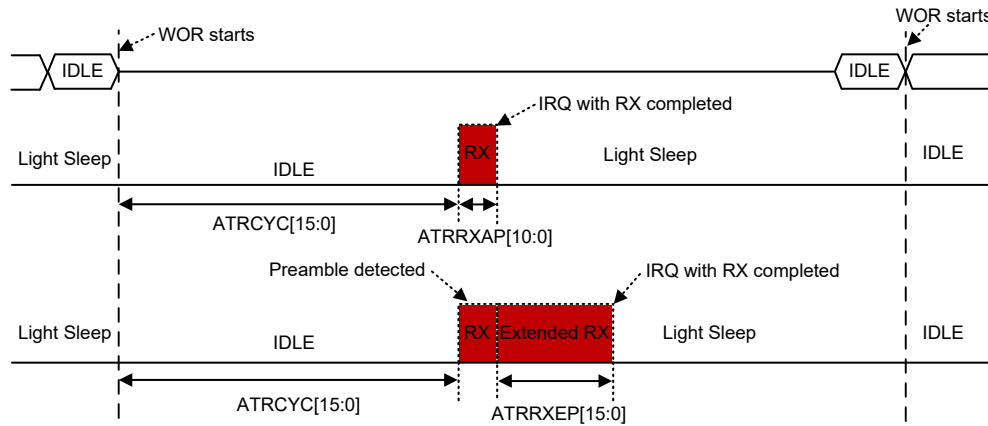 WOR starts
WOR starts
IDLE
IDLE
IRQ with RX completed
Light Sleep
IDLE
RX
Light Sleep
IDLE
ATRCYC[15:0]
ATRRXAP[10:0]
Preamble detected
IRQ with RX completed
Light Sleep
IDLE
RX
Extended RX
Light Sleep
IDLE
ATRCYC[15:0]
ATRRXEP[15:0]